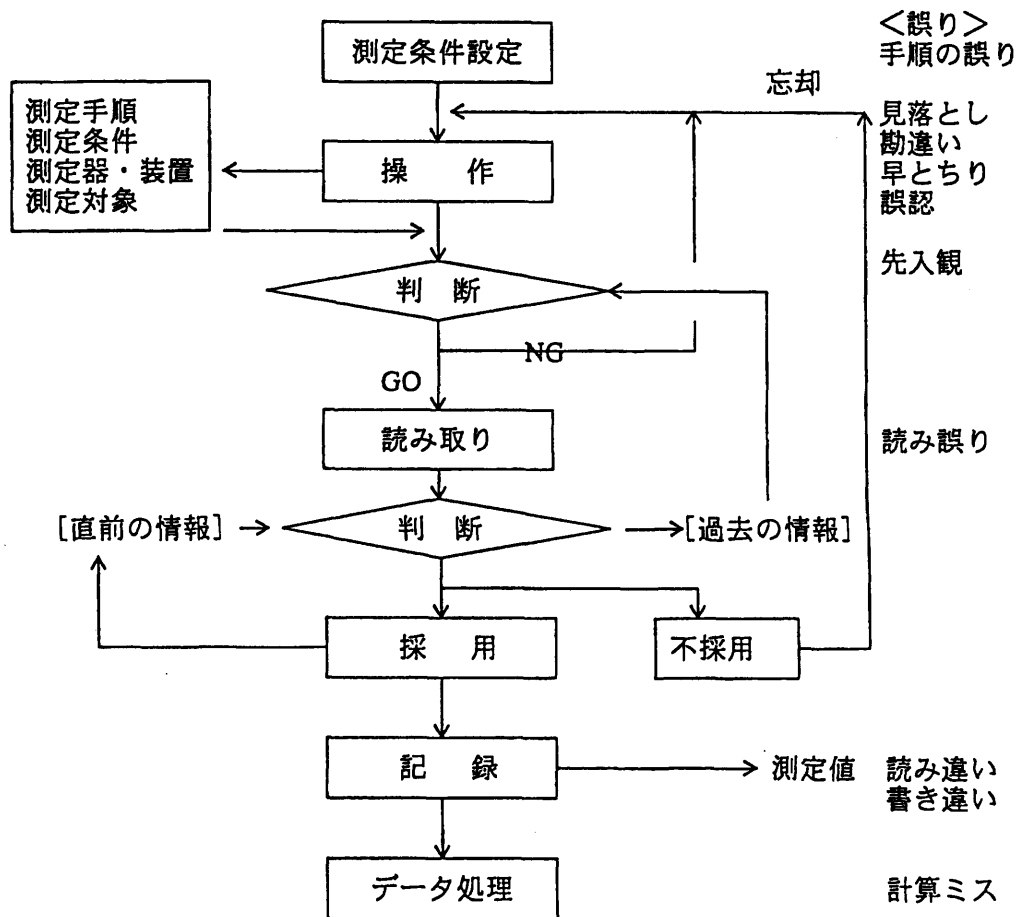 ＜誤り＞
測定条件設定
手順の誤り
忘却
測定手順
測定条件
測定器・装置
測定対象
見落とし
勘違い
早とちり
誤認
操　作
先入観
判　断
NG
GO
読み取り
読み誤り
[直前の情報]
判　断
[過去の情報]
採　用
不採用
記　録
測定値
読み違い
書き違い
データ処理
計算ミス